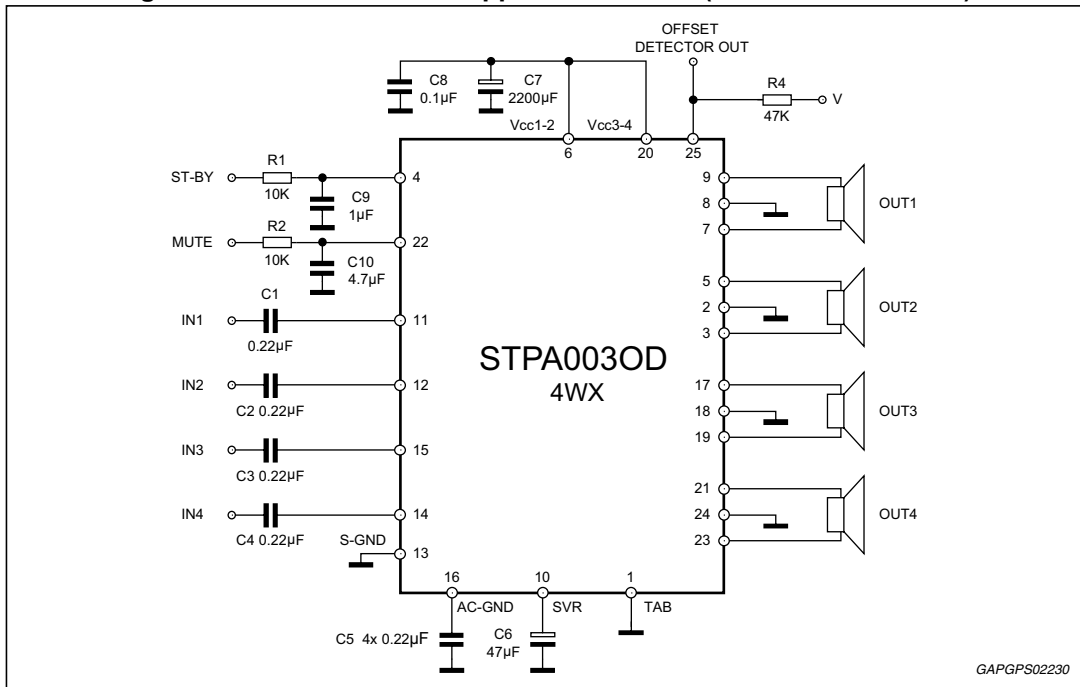 OFFSET
DETECTOR OUT
C8
0.1µF
C7
2200µF
R4
47K
V
Vcc1-2
Vcc3-4
6
20
25
ST-BY
R1
10K
C9
1µF
4
MUTE
R2
10K
C10
4.7µF
22
IN1
C1
0.22µF
11
IN2
C2 0.22µF
12
IN3
C3 0.22µF
15
IN4
C4 0.22µF
14
S-GND
13
STPA003OD
4WX
9
8
7
OUT1
5
2
3
OUT2
17
18
19
OUT3
21
24
23
OUT4
16
10
1
AC-GND
SVR
TAB
C5 4x 0.22µF
C6
47µF
GAPGPS02230